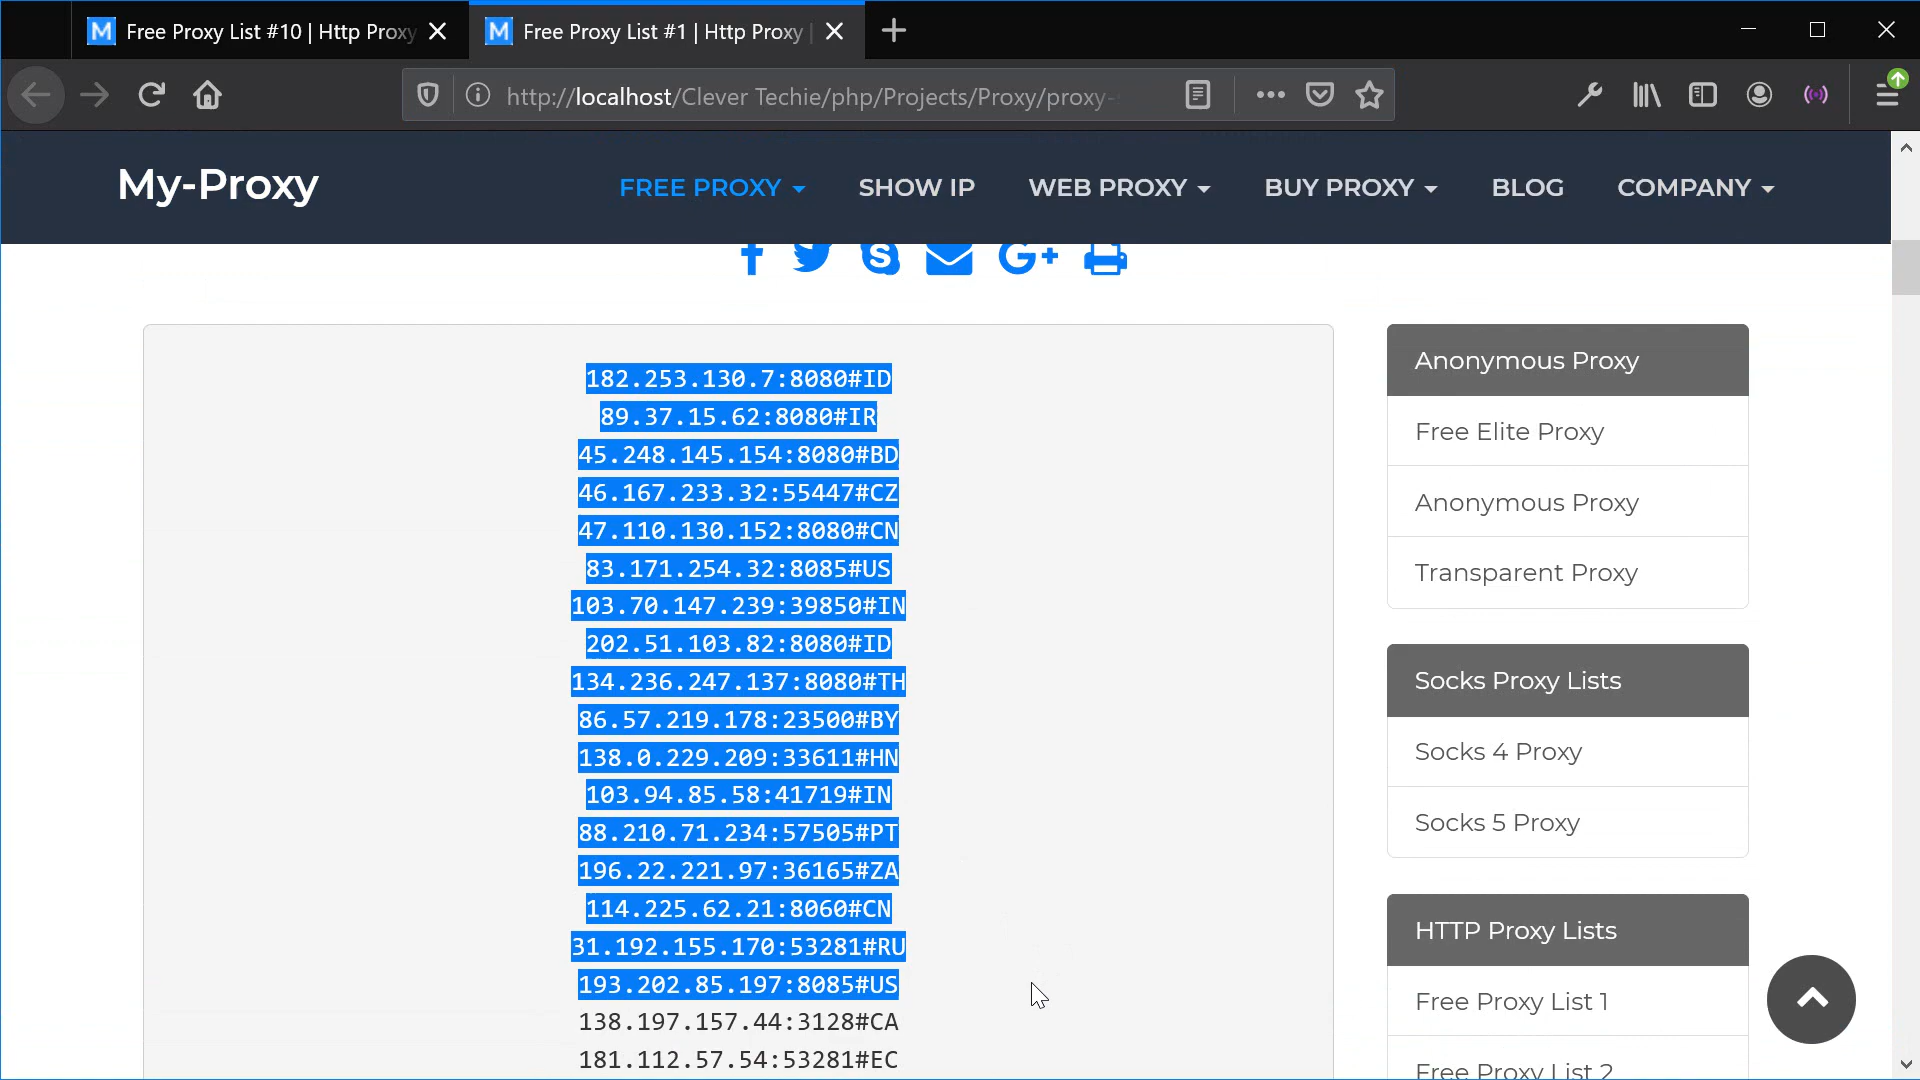 Free Proxy List #10 | Http Proxy
Free Proxy List #1 | Http Proxy |
http://localhost/Clever Techie/php/Projects/Proxy/proxy-
My-Proxy
FREE PROXY
SHOW IP
WEB PROXY
BUY PROXY
BLOG
COMPANY
182.253.130.7:8080#ID
89.37.15.62:8080#IR
45.248.145.154:8080#BD
46.167.233.32:55447#CZ
47.110.130.152:8080#CN
83.171.254.32:8085#US
103.70.147.239:39850#IN
202.51.103.82:8080#ID
134.236.247.137:8080#TH
86.57.219.178:23500#BY
138.0.229.209:33611#HN
103.94.85.58:41719#IN
88.210.71.234:57505#PT
196.22.221.97:36165#ZA
114.225.62.21:8060#CN
31.192.155.170:53281#RU
193.202.85.197:8085#US
138.197.157.44:3128#CA
181.112.57.54:53281#EC
Anonymous Proxy
Free Elite Proxy
Anonymous Proxy
Transparent Proxy
Socks Proxy Lists
Socks 4 Proxy
Socks 5 Proxy
HTTP Proxy Lists
Free Proxy List 1
Free Proxy List 2